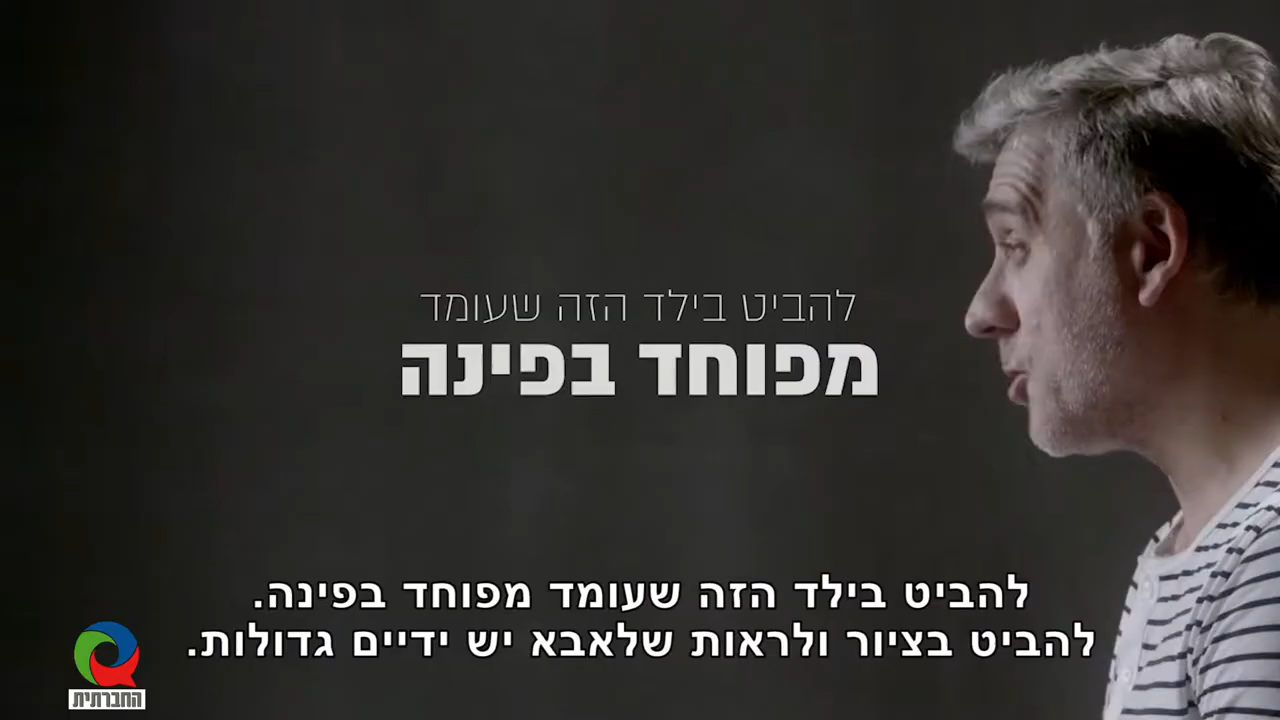 להביט בילד הזה שעומד
מפוחד בפינה
להביט בילד הזה שעומד מפוחד בפינה.
להביט בציור ולראות שלאבא יש ידיים גדולות.
החברתית